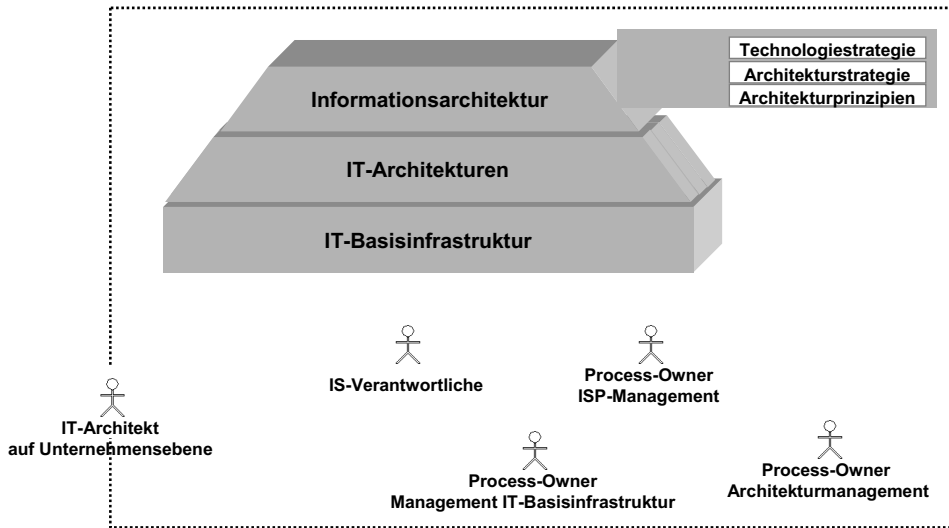 Technologiestrategie
Architekturstrategie
Architekturprinzipien
Informationsarchitektur
IT-Architekturen
IT-Basisinfrastruktur
IS-Verantwortliche
Process-Owner
ISP-Management
IT-Architekt
auf Unternehmensebene
Process-Owner
Management IT-Basisinfrastruktur
Process-Owner
Architekturmanagement